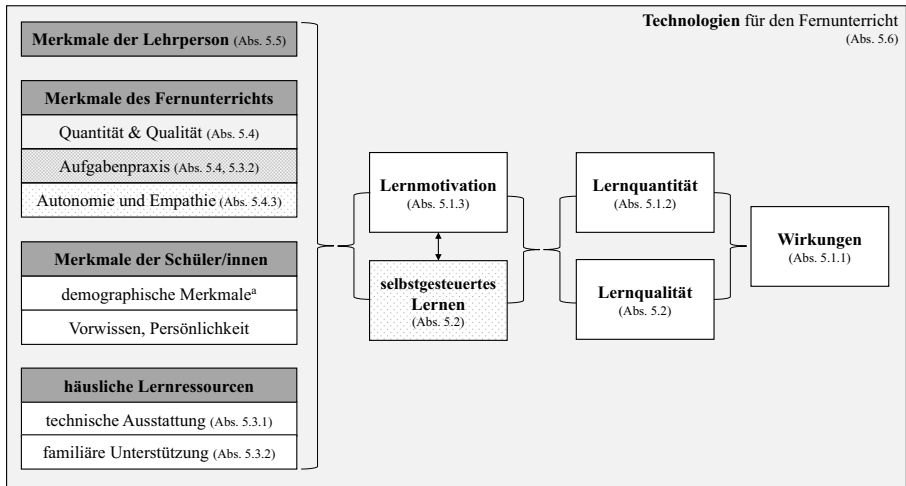 Technologien für den Fernunterricht
(Abs. 5.6)
Merkmale der Lehrperson (Abs. 5.5)
Merkmale des Fernunterrichts
Quantität & Qualität (Abs. 5.4)
Aufgabenpraxis (Abs. 5.4, 5.3.2)
Autonomie und Empathie (Abs. 5.4.3)
Merkmale der Schüler/innen
demographische Merkmaleᵃ
Vorwissen, Persönlichkeit
häusliche Lernressourcen
technische Ausstattung (Abs. 5.3.1)
familiäre Unterstützung (Abs. 5.3.2)
Lernmotivation
(Abs. 5.1.3)
selbstgesteuertes
Lernen
(Abs. 5.2)
Lernquantität
(Abs. 5.1.2)
Lernqualität
(Abs. 5.2)
Wirkungen
(Abs. 5.1.1)